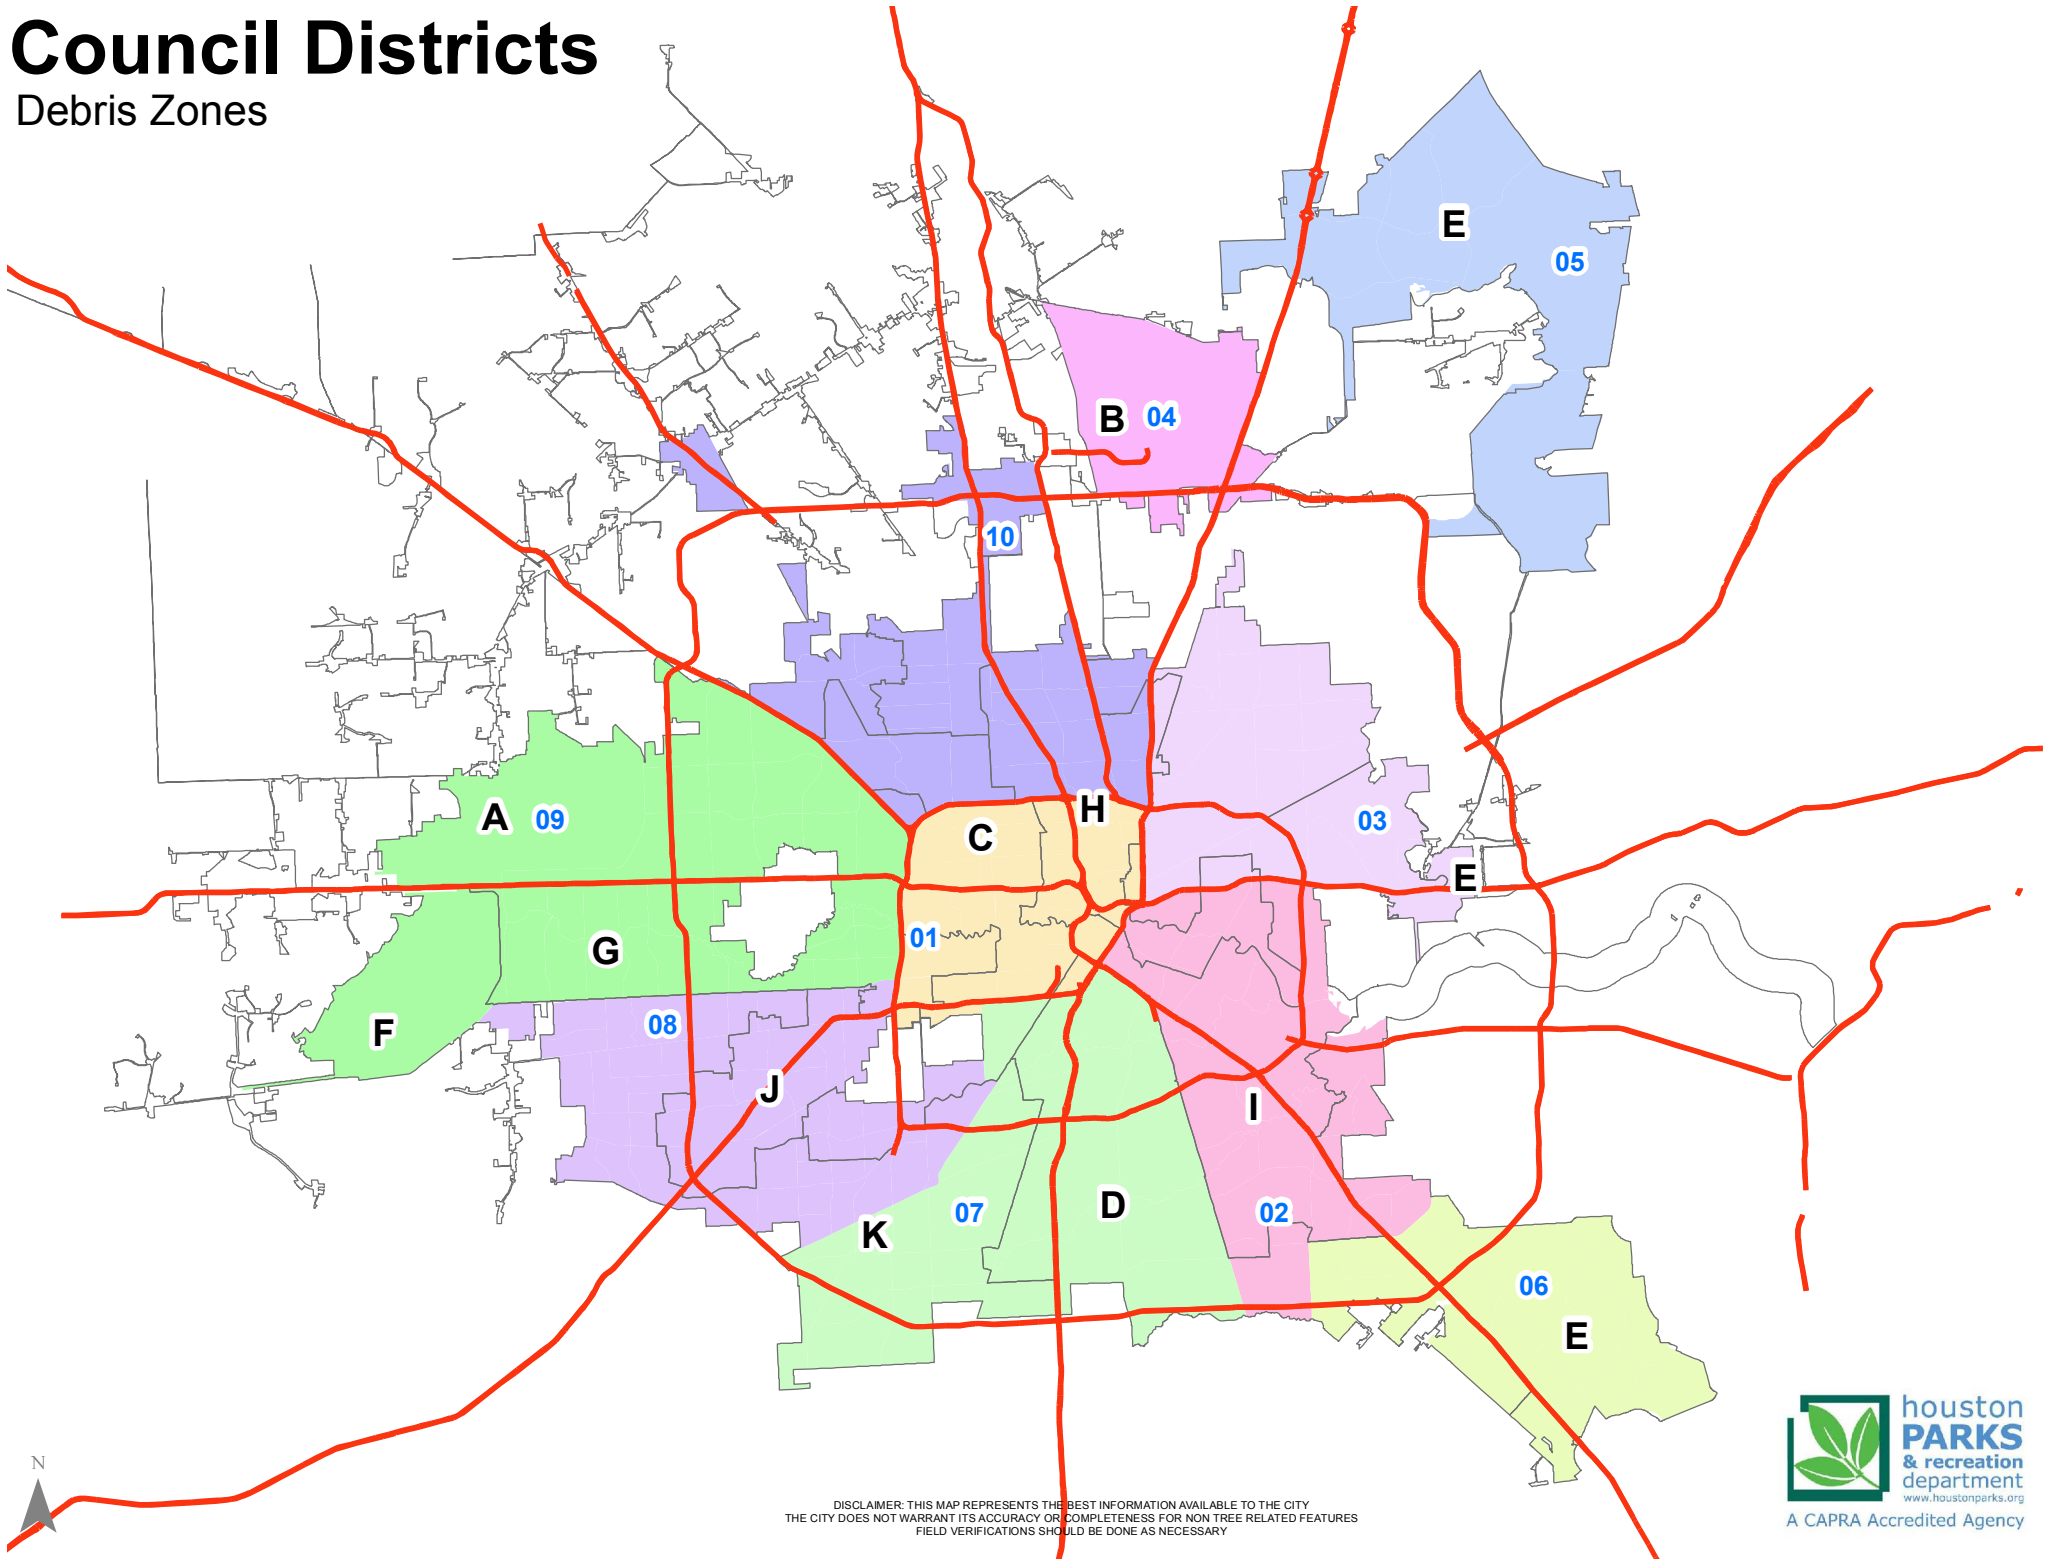 Council Districts
Debris Zones
E
05
B 04
10
H
A 09
C
03
E
01
G
F
08
J
I
07
D
02
K
06
E
houston
PARKS
& recreation
department
www.houstonparks.org
A CAPRA Accredited Agency
N
DISCLAIMER: THIS MAP REPRESENTS THE BEST INFORMATION AVAILABLE TO THE CITY
THE CITY DOES NOT WARRANT ITS ACCURACY OR COMPLETENESS FOR NON TREE RELATED FEATURES
FIELD VERIFICATIONS SHOULD BE DONE AS NECESSARY